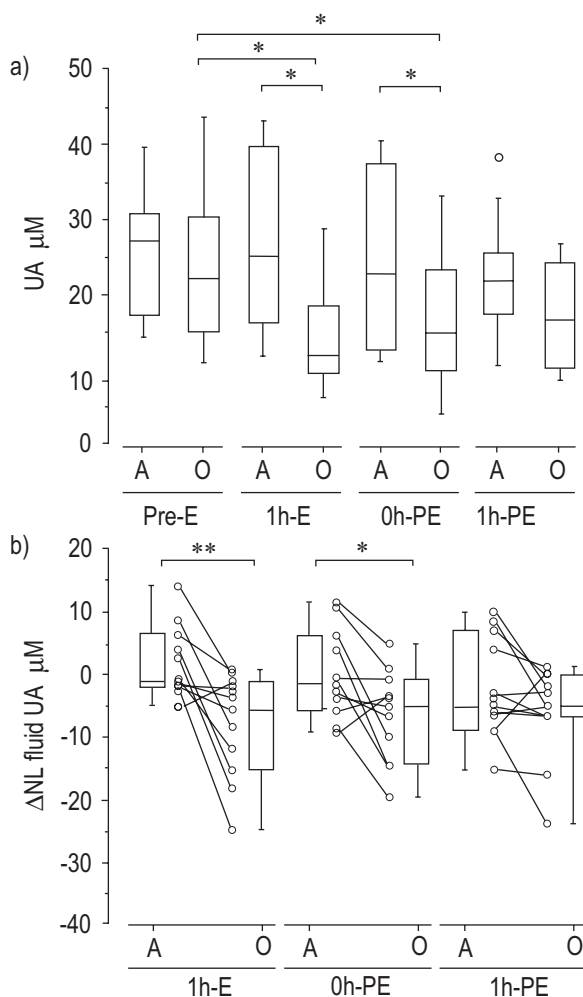 *
a)
*
*
*
50
40
30
20
10
0
UA µM
A O A O A O A O
Pre-E 1h-E 0h-PE 1h-PE
b)
20
**
*
10
0
-10
-20
-30
-40
ΔNL fluid UA µM
A O A O A O
1h-E 0h-PE 1h-PE